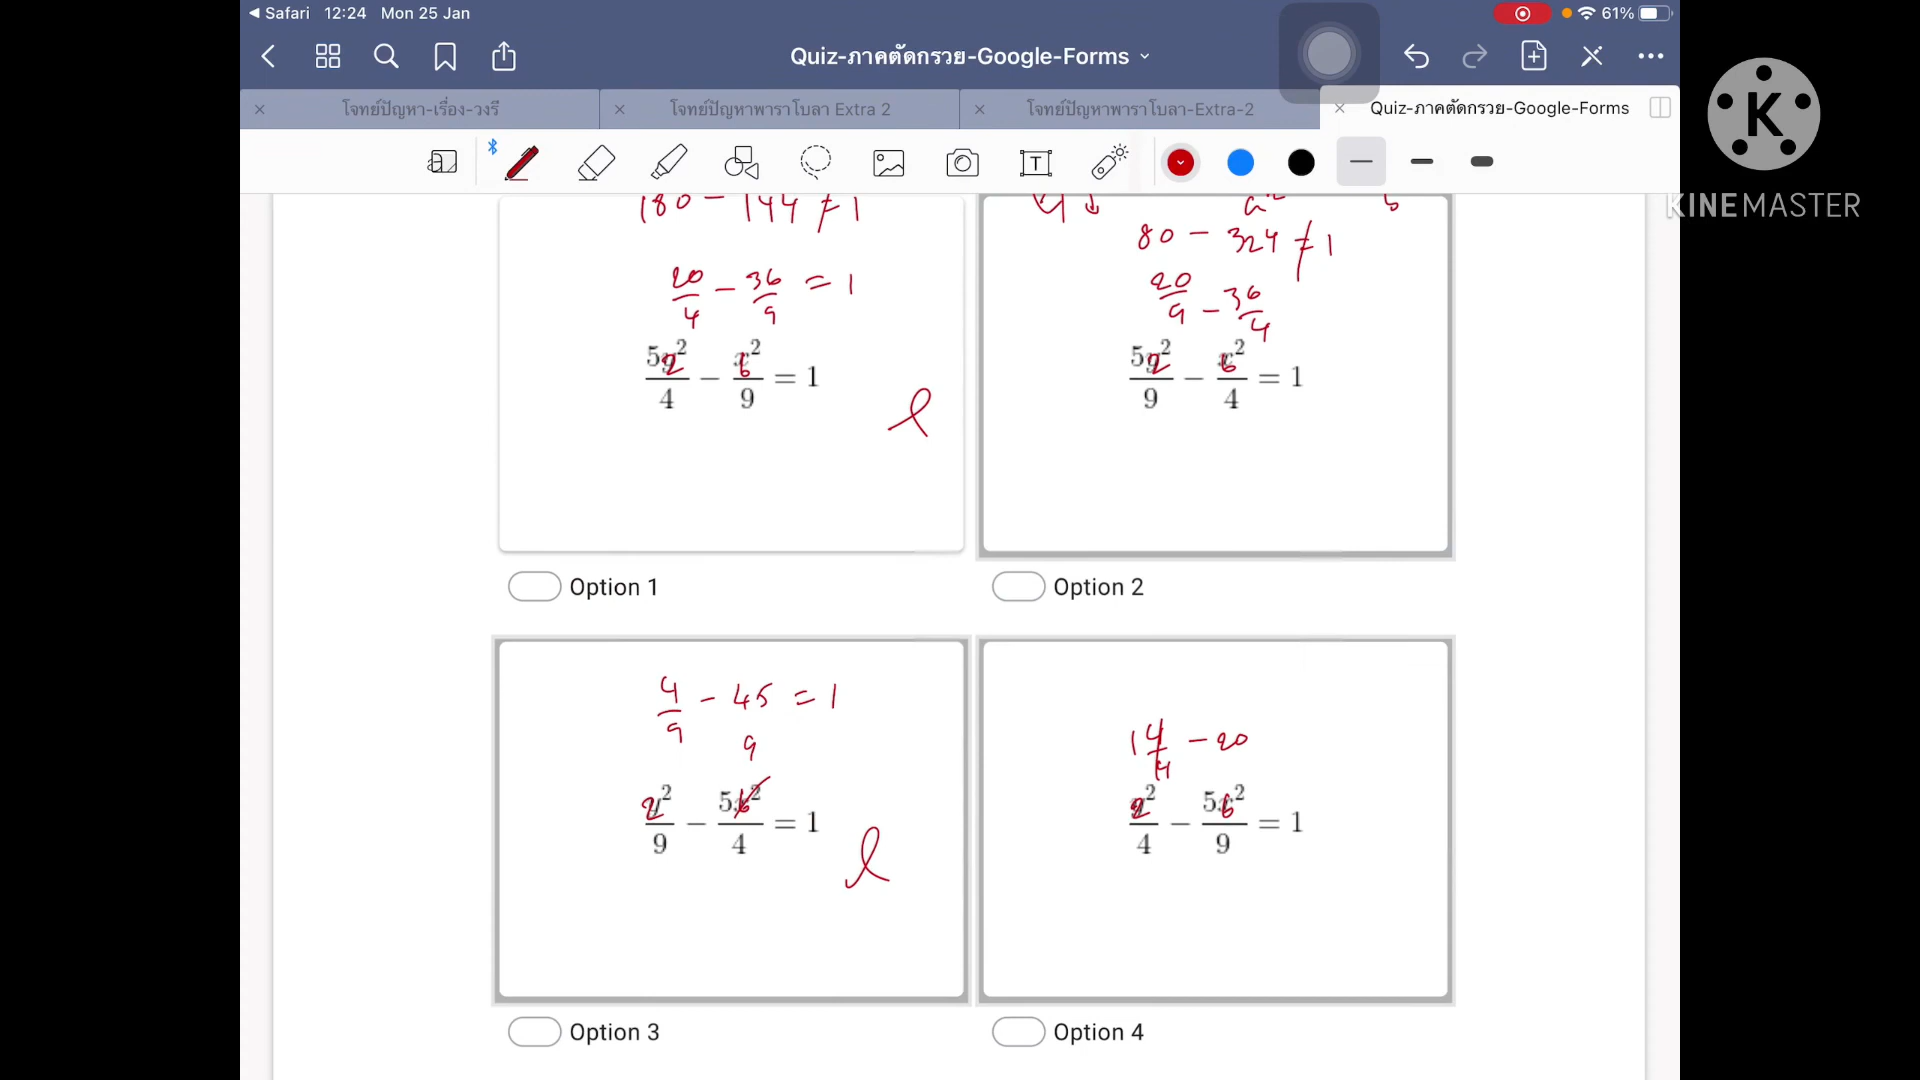 Safari 12:24 Mon 25 Jan 61%
Quiz-ภาคตัดกรวย-Google-Forms
โจทย์ปัญหา-เรื่อง-วงรี โจทย์ปัญหาพาราโบลา Extra 2 โจทย์ปัญหาพาราโบลา-Extra-2 Quiz-ภาคตัดกรวย-Google-Forms
K
KINEMASTER
180 - 144 ≠ 1
20/4 - 36/9 = 1
5y²/4 - x²/9 = 1
Option 1
80 - 324 ≠ 1
20/9 - 36/4
5y²/9 - x²/4 = 1
Option 2
4/9 - 45 = 1
9
y²/9 - 5x²/4 = 1
Option 3
14/4 - 20
y²/4 - 5x²/9 = 1
Option 4